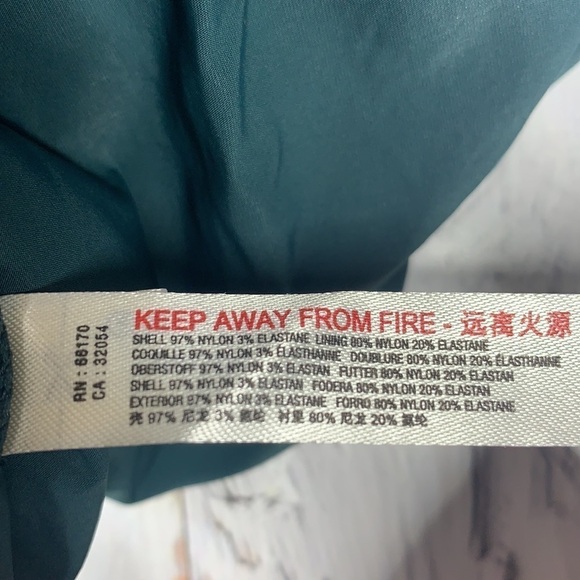 RN : 66170
CA : 32054
KEEP AWAY FROM FIRE - 远离火源
SHELL 97% NYLON 3% ELASTANE LINING 80% NYLON 20% ELASTANE
COQUILLE 97% NYLON 3% ÉLASTHANNE DOUBLURE 80% NYLON 20% ÉLASTHANNE
OBERSTOFF 97% NYLON 3% ELASTAN FUTTER 80% NYLON 20% ELASTAN
SHELL 97% NYLON 3% ELASTAN FODERA 80% NYLON 20% ELASTAN
EXTERIOR 97% NYLON 3% ELASTANE FORRO 80% NYLON 20% ELASTANE
壳 97% 尼龙 3% 氨纶 衬里 80% 尼龙 20% 氨纶